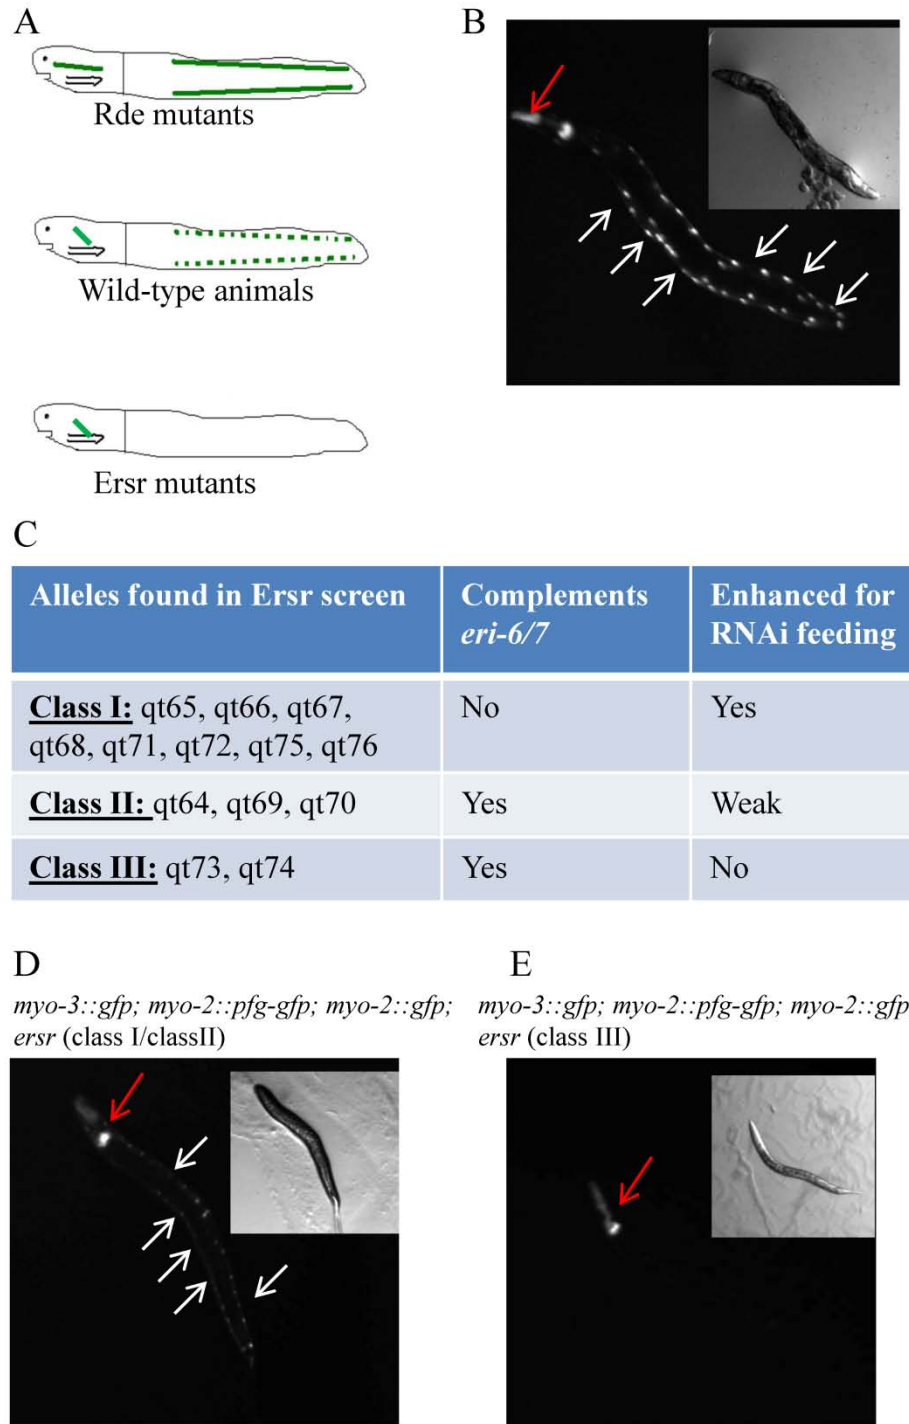 A
Rde mutants
Wild-type animals
Ersr mutants
B
C
Alleles found in Ersr screen
Complements
eri-6/7
Enhanced for
RNAi feeding
Class I: qt65, qt66, qt67,
qt68, qt71, qt72, qt75, qt76
No
Yes
Class II: qt64, qt69, qt70
Yes
Weak
Class III: qt73, qt74
Yes
No
D
myo-3::gfp; myo-2::pfg-gfp; myo-2::gfp;
ersr (class I/classII)
E
myo-3::gfp; myo-2::pfg-gfp; myo-2::gfp
ersr (class III)